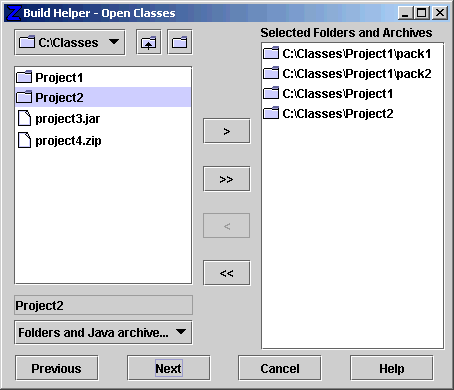 Build Helper - Open Classes
C:\Classes
Project1
Project2
project3.jar
project4.zip
Project2
Folders and Java archive...
>
>>
<
<<
Selected Folders and Archives
C:\Classes\Project1\pack1
C:\Classes\Project1\pack2
C:\Classes\Project1
C:\Classes\Project2
Previous
Next
Cancel
Help